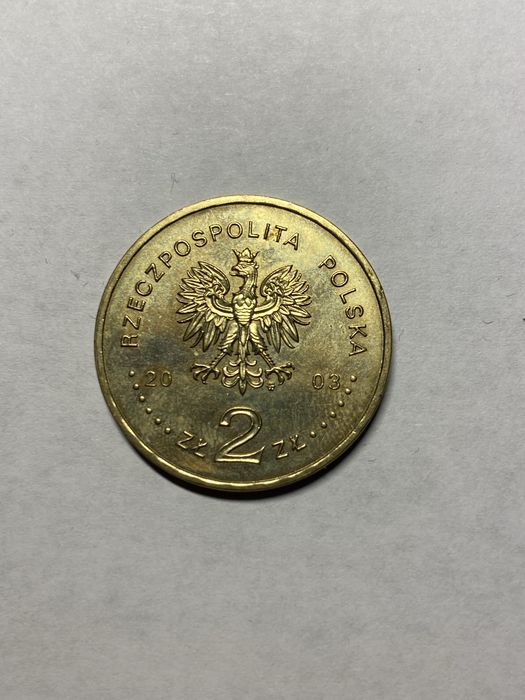 RZECZPOSPOLITA POLSKA
20 03
ZŁ 2 ZŁ